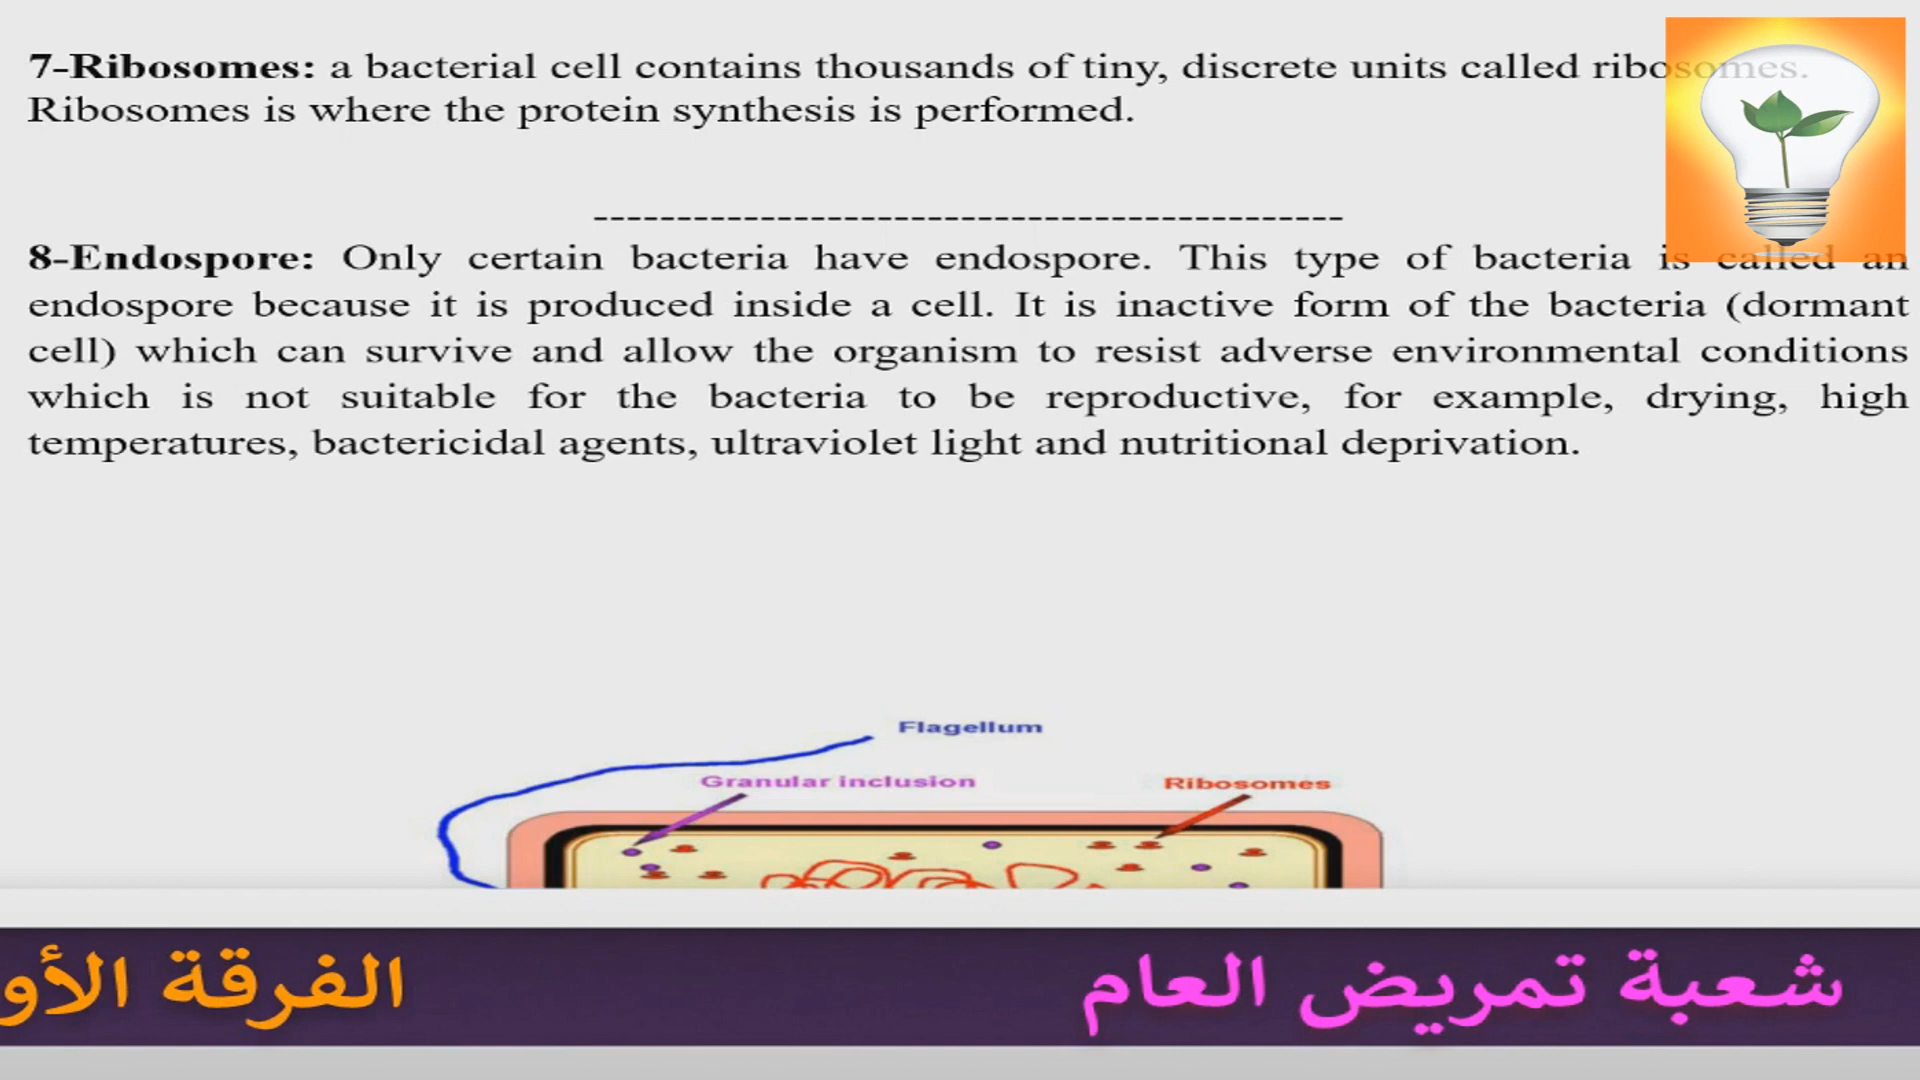 7-Ribosomes: a bacterial cell contains thousands of tiny, discrete units called ribosomes.
Ribosomes is where the protein synthesis is performed.
--------------------------------------------
8-Endospore: Only certain bacteria have endospore. This type of bacteria is called an
endospore because it is produced inside a cell. It is inactive form of the bacteria (dormant
cell) which can survive and allow the organism to resist adverse environmental conditions
which is not suitable for the bacteria to be reproductive, for example, drying, high
temperatures, bactericidal agents, ultraviolet light and nutritional deprivation.
Flagellum
Granular inclusion
Ribosomes
شعبة تمريض العام
الفرقة الأو